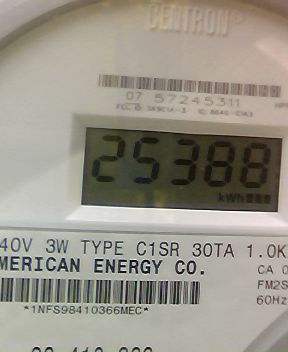 CENTRON®
07 57245311
25388
kWh
40V 3W TYPE C1SR 30TA 1.0K
MERICAN ENERGY CO.
CA 0
FM2S
60Hz
*1NFS98410366MEC*